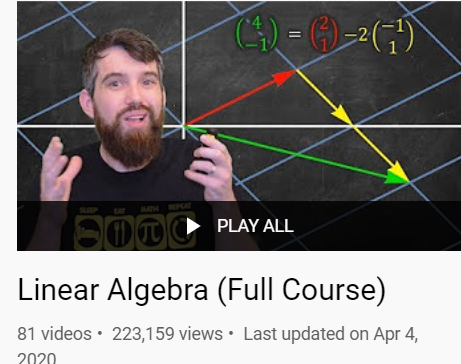 (4 -1) = (2 1) -2 (-1 1)
SLEEP EAT MATH REPEAT
PLAY ALL
Linear Algebra (Full Course)
81 videos • 223,159 views • Last updated on Apr 4,
2020